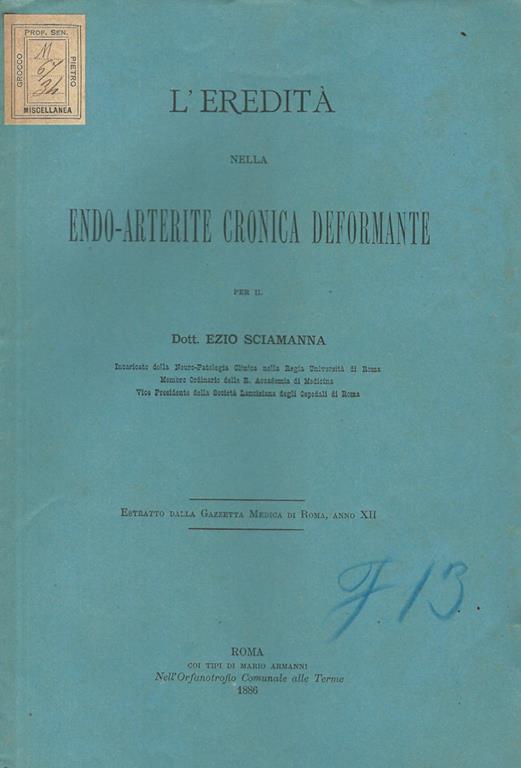 PROF. SEN.
GROCCO
PIETRO
M
34
MISCELLANEA
L'EREDITÀ
NELLA
ENDO-ARTERITE CRONICA DEFORMANTE
PER IL
Dott. EZIO SCIAMANNA
Incaricato della Neuro-Patologia Clinica nella Regia Università di Roma
Membro Ordinario della R. Accademia di Medicina
Vice Presidente della Società Lancisiana degli Ospedali di Roma
ESTRATTO DALLA GAZZETTA MEDICA DI ROMA, ANNO XII
F 13
ROMA
COI TIPI DI MARIO ARMANNI
Nell'Orfanotrofio Comunale alle Terme
1886